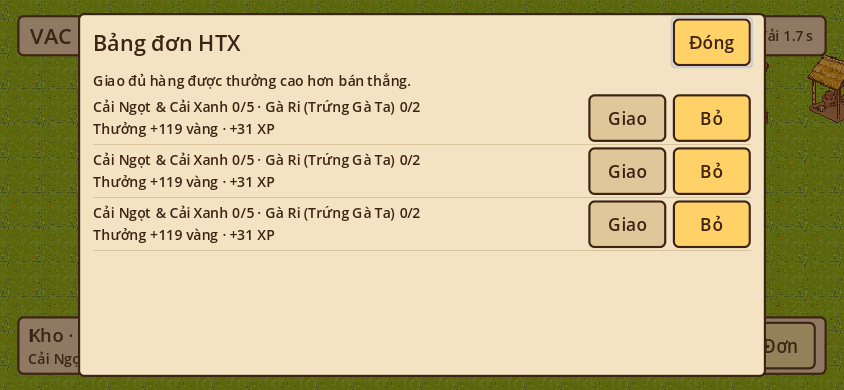 VAC
Bảng đơn HTX
Đóng
ải 1.7 s
Giao đủ hàng được thưởng cao hơn bán thẳng.
Cải Ngọt & Cải Xanh 0/5 · Gà Ri (Trứng Gà Ta) 0/2
Thưởng +119 vàng · +31 XP
Giao
Bỏ
Cải Ngọt & Cải Xanh 0/5 · Gà Ri (Trứng Gà Ta) 0/2
Thưởng +119 vàng · +31 XP
Giao
Bỏ
Cải Ngọt & Cải Xanh 0/5 · Gà Ri (Trứng Gà Ta) 0/2
Thưởng +119 vàng · +31 XP
Giao
Bỏ
Kho ·
Cải Ngọ
Đơn